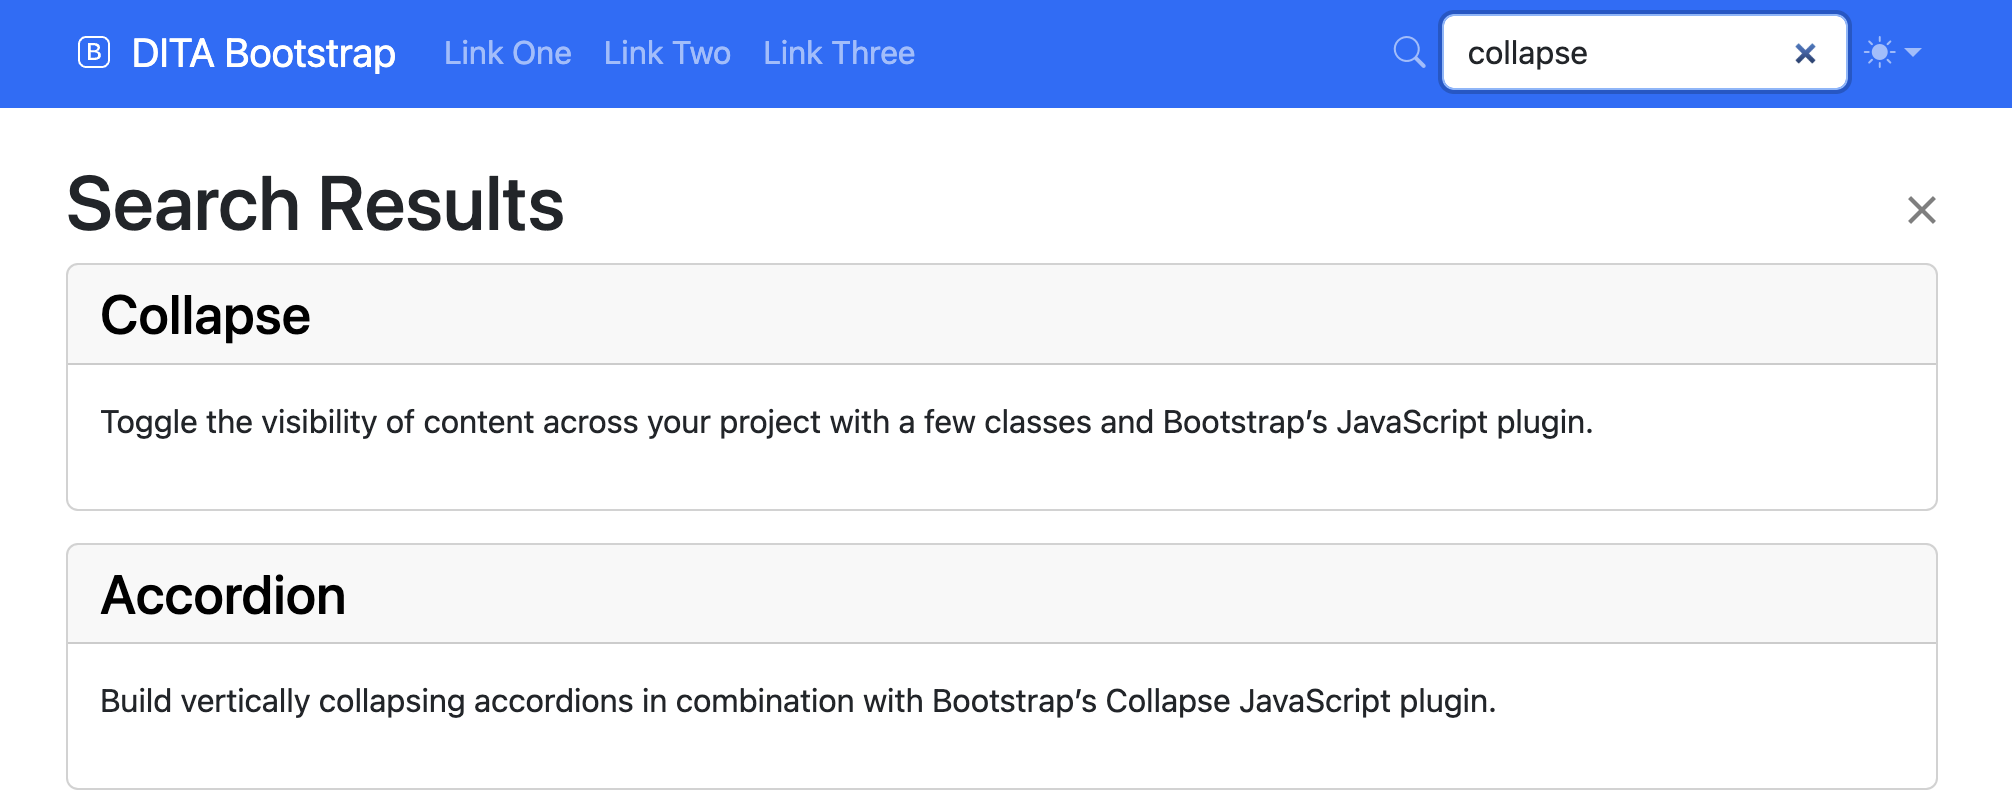 B DITA Bootstrap Link One Link Two Link Three collapse
Search Results
Collapse
Toggle the visibility of content across your project with a few classes and Bootstrap’s JavaScript plugin.
Accordion
Build vertically collapsing accordions in combination with Bootstrap’s Collapse JavaScript plugin.